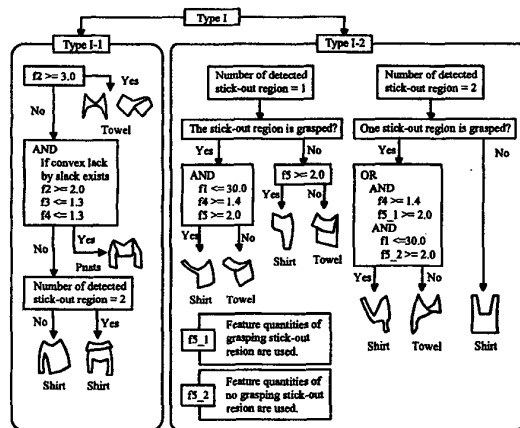 Type I
Type I-1
f2 >= 3.0
Yes
Towel
No
AND
If convex lack
by slack exists
f2 >= 2.0
f3 <= 1.3
f4 <= 1.3
No
Yes
Pnats
Number of detected
stick-out region = 2
No
Yes
Shirt
Shirt
Type I-2
Number of detected
stick-out region = 1
The stick-out region is grasped?
Yes
No
AND
f1 <= 30.0
f4 >= 1.4
f5 >= 2.0
Yes
No
Shirt
Towel
f5 >= 2.0
Yes
No
Shirt
Towel
Number of detected
stick-out region = 2
One stick-out region is grasped?
Yes
No
OR
AND
f4 >= 1.4
f5_1 >= 2.0
AND
f1 <=30.0
f5_2 >= 2.0
Yes
No
Shirt
Towel
Shirt
f5_1
Feature quantities of
grasping stick-out
resion are used.
f5_2
Feature quantities of
no grasping stick-out
resion are used.